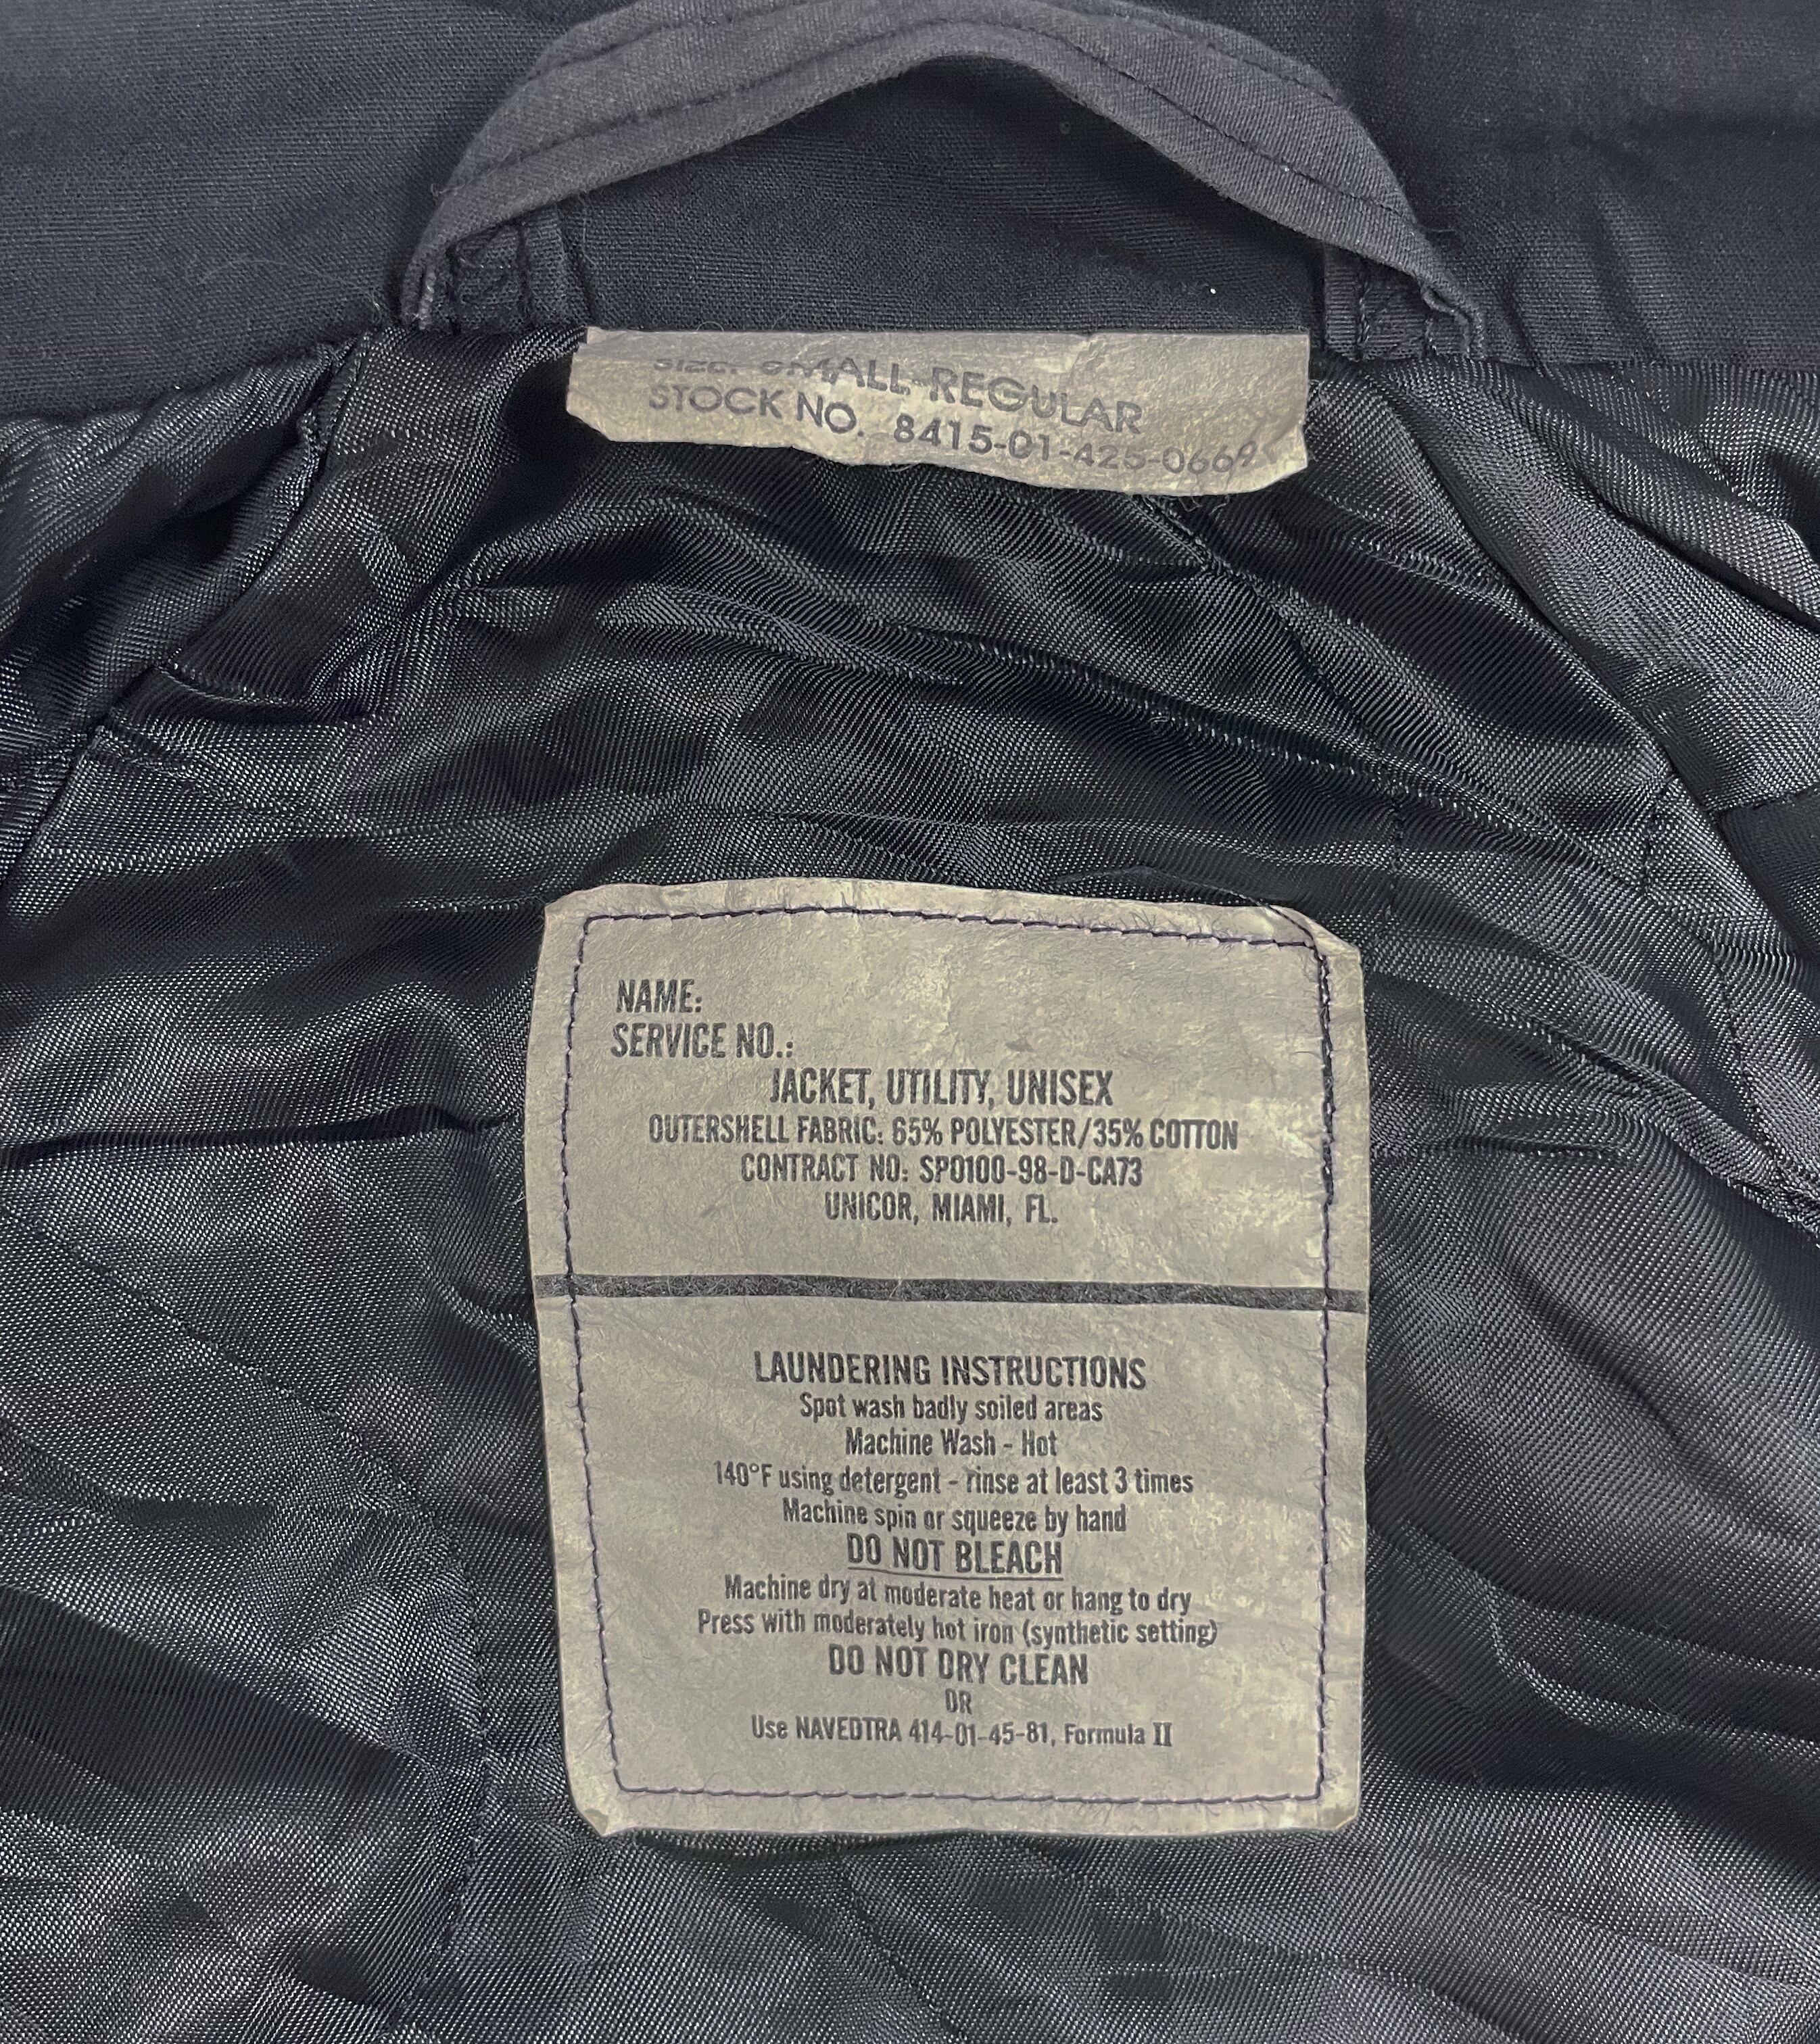 SIZE: SMALL-REGULAR
STOCK NO. 8415-01-425-0669
NAME:
SERVICE NO.:
JACKET, UTILITY, UNISEX
OUTERSHELL FABRIC: 65% POLYESTER/35% COTTON
CONTRACT NO: SP0100-98-D-CA73
UNICOR, MIAMI, FL.
LAUNDERING INSTRUCTIONS
Spot wash badly soiled areas
Machine Wash - Hot
140°F using detergent - rinse at least 3 times
Machine spin or squeeze by hand
DO NOT BLEACH
Machine dry at moderate heat or hang to dry
Press with moderately hot iron (synthetic setting)
DO NOT DRY CLEAN
OR
Use NAVEDTRA 414-01-45-81, Formula II